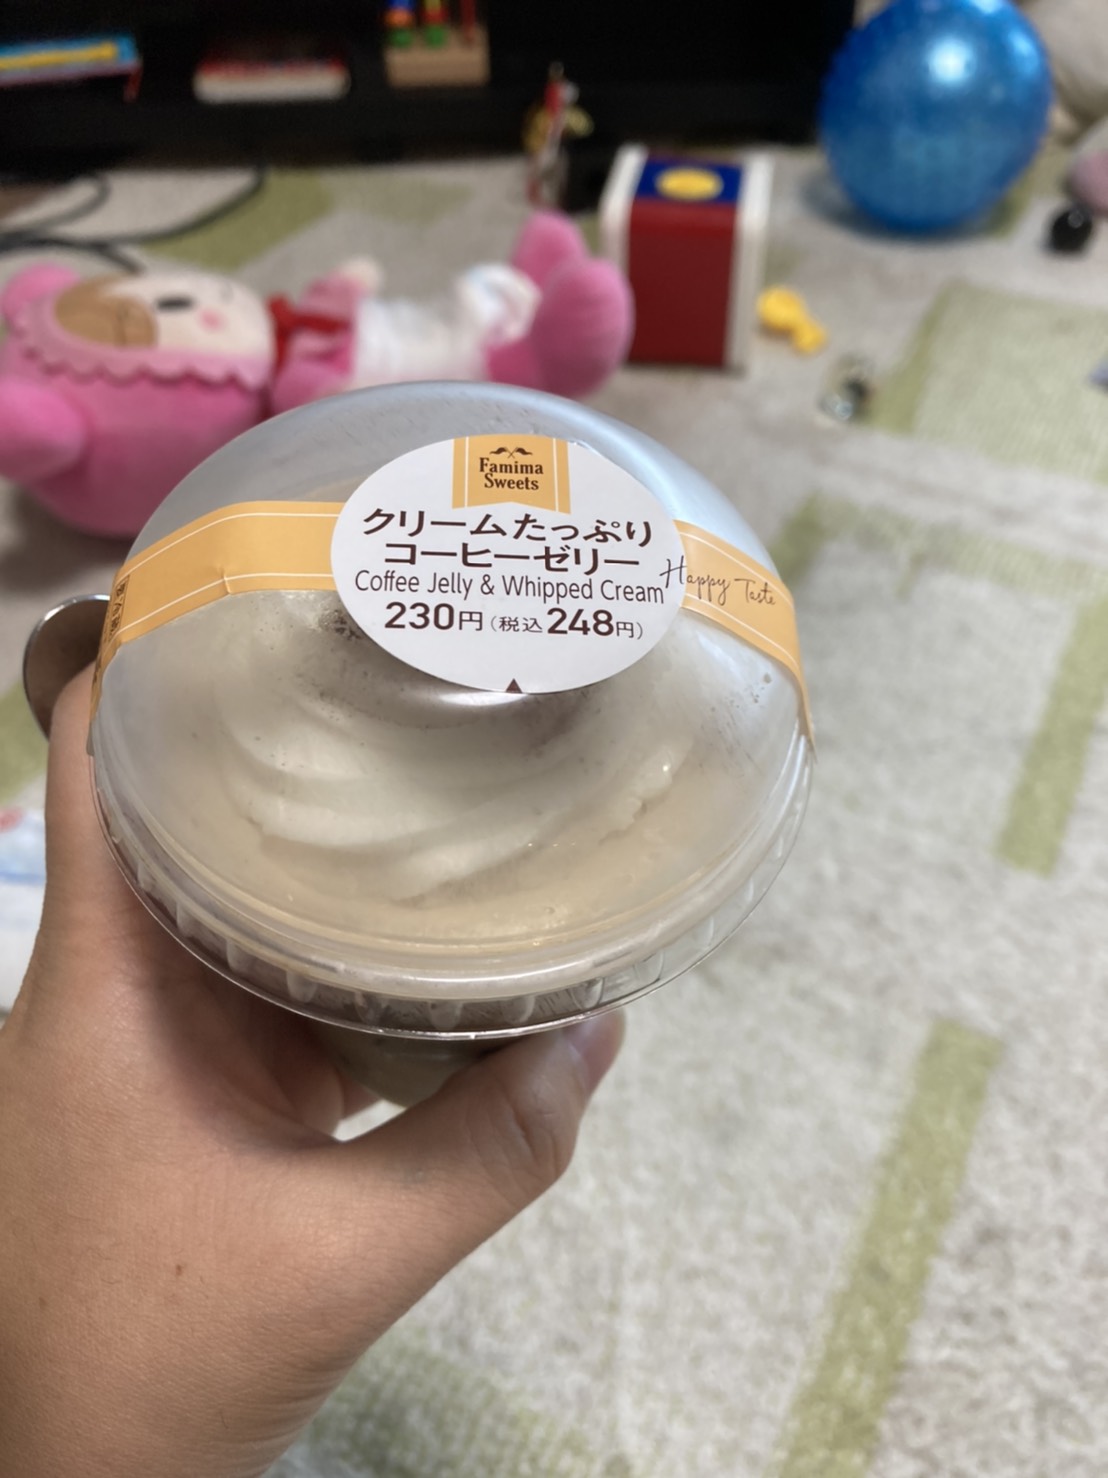 Famima
Sweets
クリームたっぷり
コーヒーゼリー
Coffee Jelly & Whipped Cream
230円(税込248円)
Happy Taste